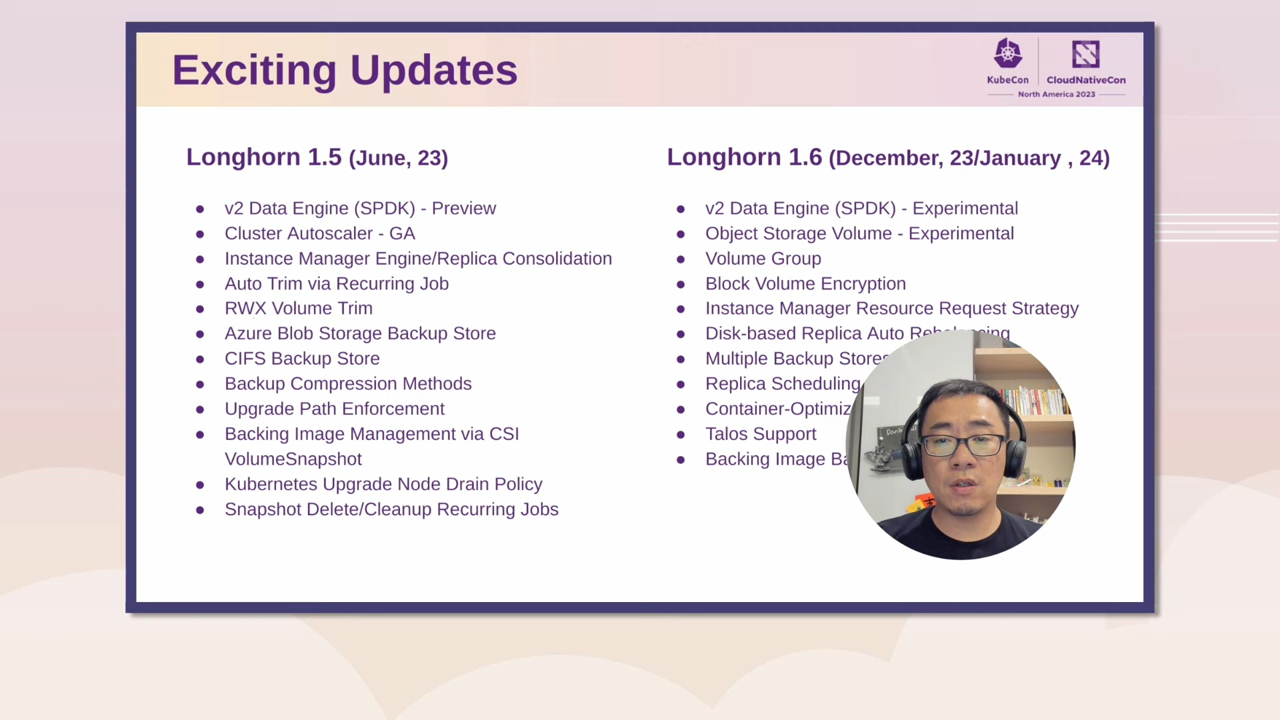 Exciting Updates
KubeCon
CloudNativeCon
North America 2023
Longhorn 1.5 (June, 23)
● v2 Data Engine (SPDK) - Preview
● Cluster Autoscaler - GA
● Instance Manager Engine/Replica Consolidation
● Auto Trim via Recurring Job
● RWX Volume Trim
● Azure Blob Storage Backup Store
● CIFS Backup Store
● Backup Compression Methods
● Upgrade Path Enforcement
● Backing Image Management via CSI
VolumeSnapshot
● Kubernetes Upgrade Node Drain Policy
● Snapshot Delete/Cleanup Recurring Jobs
Longhorn 1.6 (December, 23/January , 24)
● v2 Data Engine (SPDK) - Experimental
● Object Storage Volume - Experimental
● Volume Group
● Block Volume Encryption
● Instance Manager Resource Request Strategy
● Disk-based Replica Auto Rebalancing
● Multiple Backup Stores
● Replica Scheduling
● Talos Support
● Backing Image